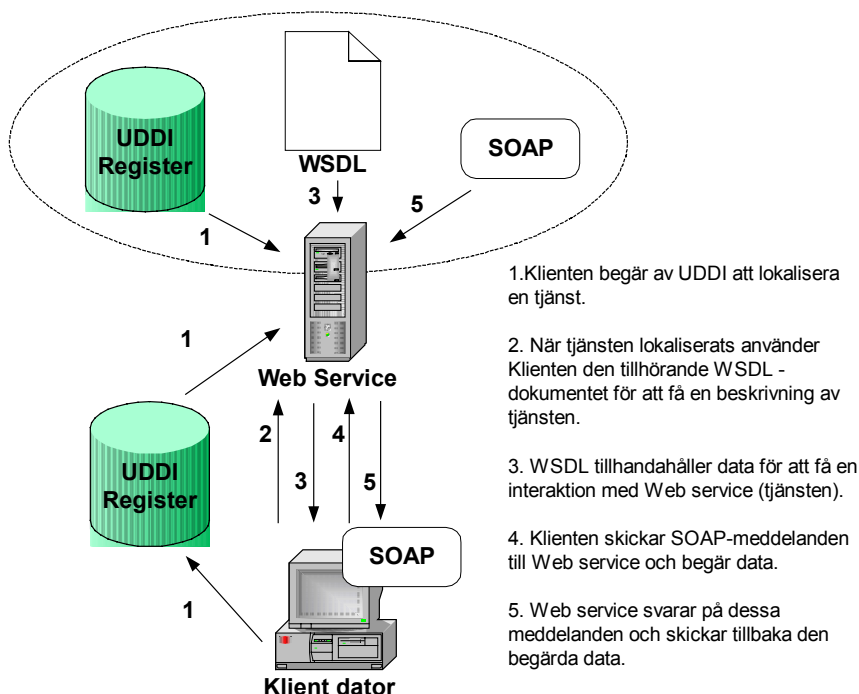 UDDI
Register
WSDL
SOAP
3
5
1
1
Web Service
2
4
3
5
UDDI
Register
SOAP
1
Klient dator
1.Klienten begär av UDDI att lokalisera
en tjänst.
2. När tjänsten lokaliserats använder
Klienten den tillhörande WSDL -
dokumentet för att få en beskrivning av
tjänsten.
3. WSDL tillhandahåller data för att få en
interaktion med Web service (tjänsten).
4. Klienten skickar SOAP-meddelanden
till Web service och begär data.
5. Web service svarar på dessa
meddelanden och skickar tillbaka den
begärda data.